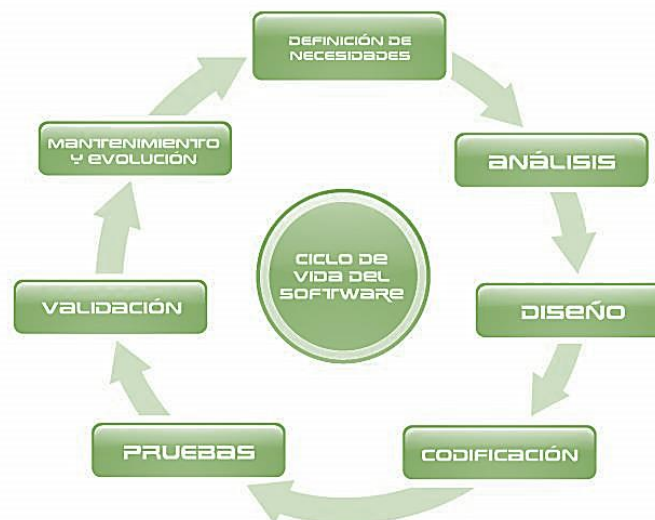 DEFINICIÓN DE
NECESIDADES
ANÁLISIS
DISEÑO
CODIFICACIÓN
PRUEBAS
VALIDACIÓN
MANTENIMIENTO
Y EVOLUCIÓN
CICLO DE
VIDA DEL
SOFTWARE